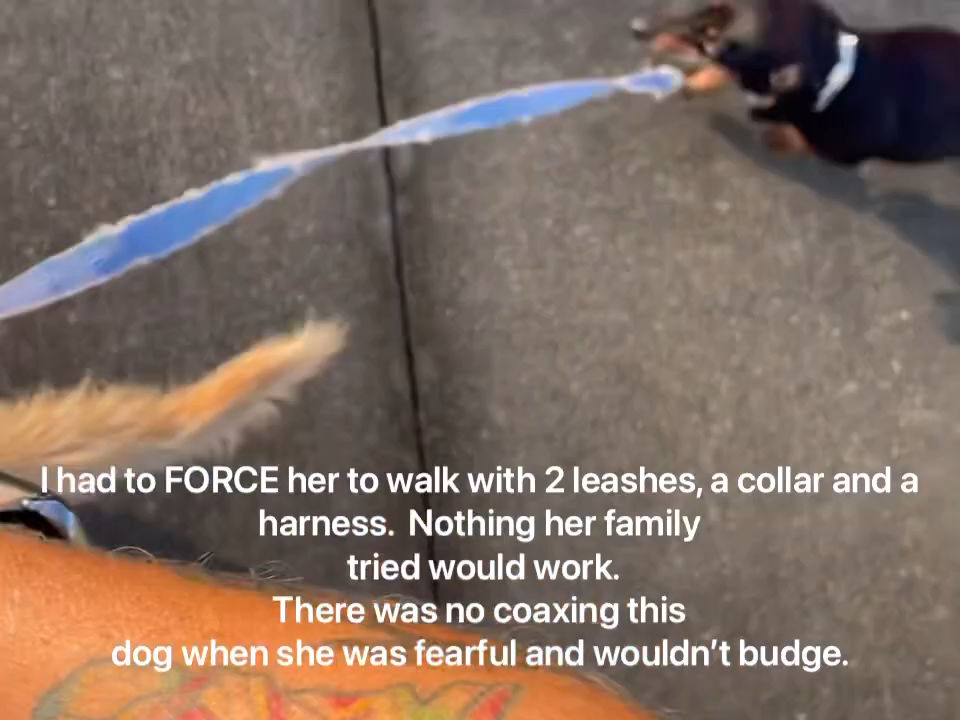 I had to FORCE her to walk with 2 leashes, a collar and a
harness.  Nothing her family
tried would work.
There was no coaxing this
dog when she was fearful and wouldn’t budge.